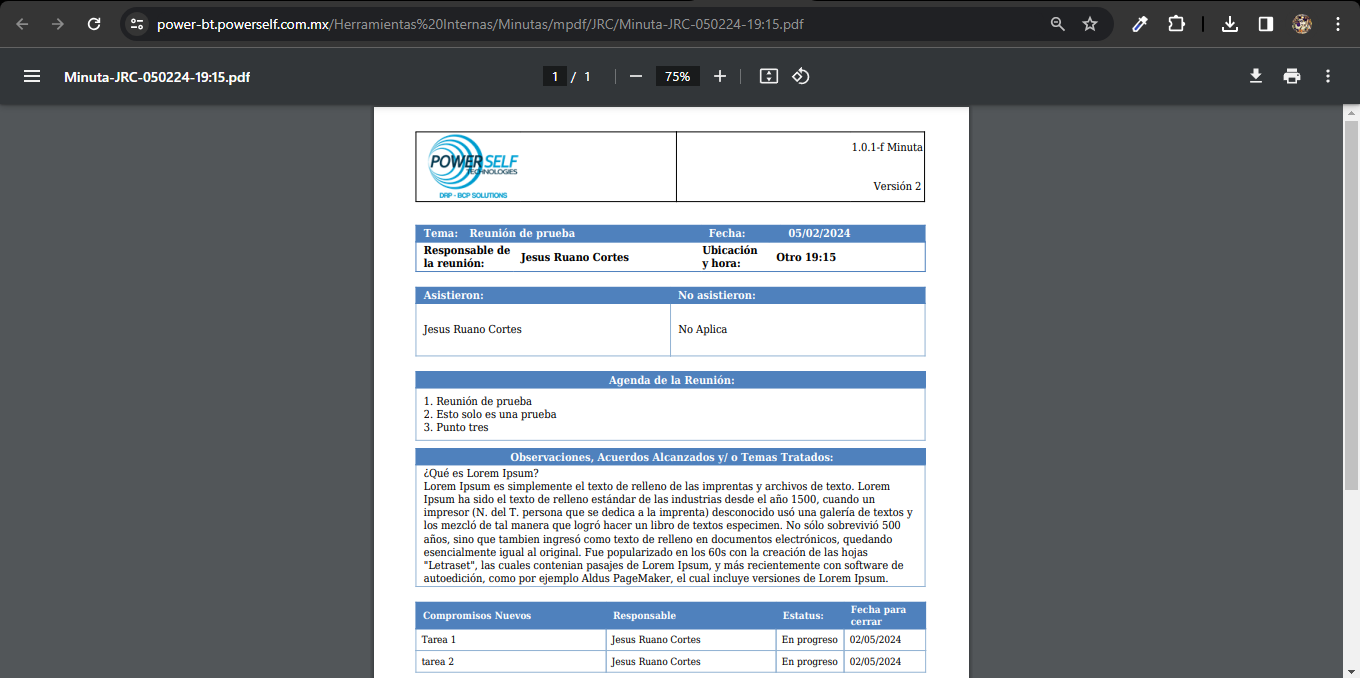 power-bt.powerself.com.mx/Herramientas%20Internas/Minutas/mpdf/JRC/Minuta-JRC-050224-19:15.pdf
Minuta-JRC-050224-19:15.pdf
1 / 1
75%
POWER SELF
TECHNOLOGIES
DRP - BCP SOLUTIONS
1.0.1-f Minuta
Versión 2
Tema: Reunión de prueba Fecha: 05/02/2024
Responsable de la reunión: Jesus Ruano Cortes Ubicación y hora: Otro 19:15
Asistieron: No asistieron:
Jesus Ruano Cortes No Aplica
Agenda de la Reunión:
1. Reunión de prueba
2. Esto solo es una prueba
3. Punto tres
Observaciones, Acuerdos Alcanzados y/ o Temas Tratados:
¿Qué es Lorem Ipsum?
Lorem Ipsum es simplemente el texto de relleno de las imprentas y archivos de texto. Lorem
Ipsum ha sido el texto de relleno estándar de las industrias desde el año 1500, cuando un
impresor (N. del T. persona que se dedica a la imprenta) desconocido usó una galería de textos y
los mezcló de tal manera que logró hacer un libro de textos especimen. No sólo sobrevivió 500
años, sino que tambien ingresó como texto de relleno en documentos electrónicos, quedando
esencialmente igual al original. Fue popularizado en los 60s con la creación de las hojas
"Letraset", las cuales contenian pasajes de Lorem Ipsum, y más recientemente con software de
autoedición, como por ejemplo Aldus PageMaker, el cual incluye versiones de Lorem Ipsum.
Compromisos Nuevos Responsable Estatus: Fecha para cerrar
Tarea 1 Jesus Ruano Cortes En progreso 02/05/2024
tarea 2 Jesus Ruano Cortes En progreso 02/05/2024